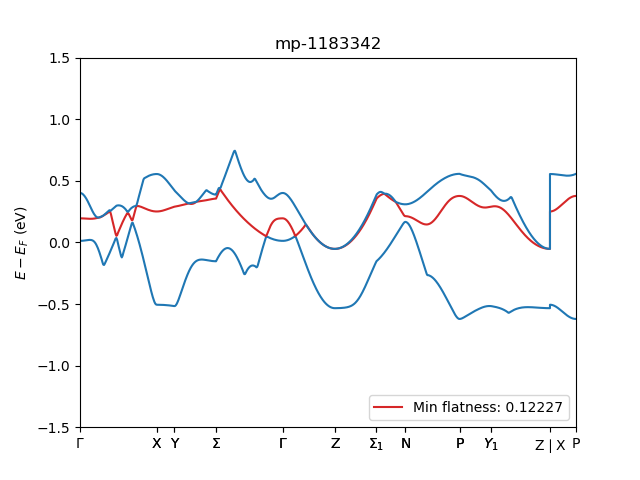 mp-1183342
E − E_F (eV)
1.5
1.0
0.5
0.0
−0.5
−1.0
−1.5
Min flatness: 0.12227
Γ X Y Σ Γ Z Σ₁ N P Y₁ Z | X P